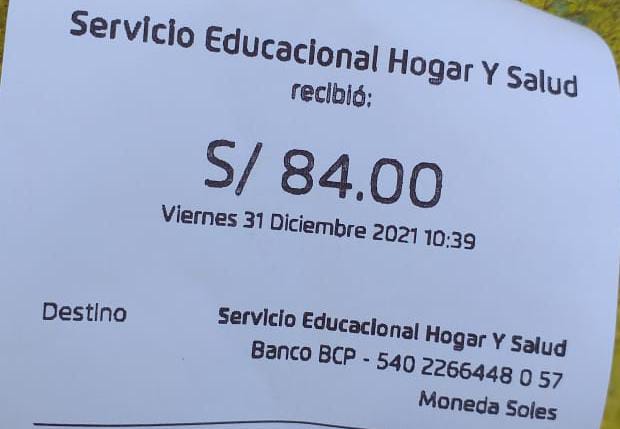 Servicio Educacional Hogar Y Salud
recibió:
S/ 84.00
Viernes 31 Diciembre 2021 10:39
Destino
Servicio Educacional Hogar Y Salud
Banco BCP - 540 2266448 0 57
Moneda Soles